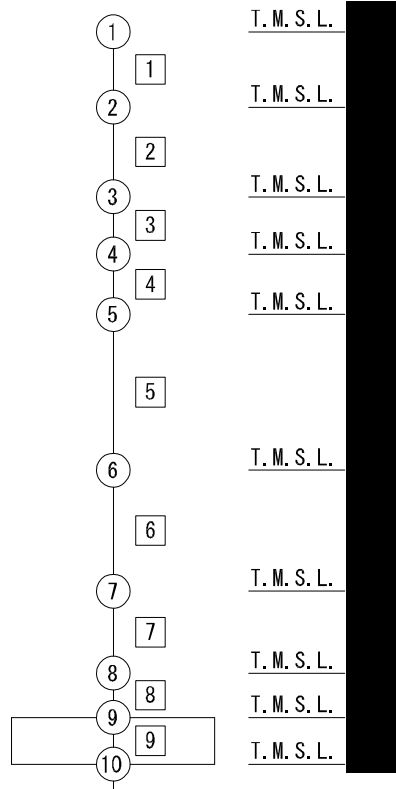 1 T.M.S.L.
1
2 T.M.S.L.
2
3 T.M.S.L.
3
4 T.M.S.L.
4
5 T.M.S.L.
5
6 T.M.S.L.
6
7 T.M.S.L.
7
8 T.M.S.L.
8
9 T.M.S.L.
9
10 T.M.S.L.